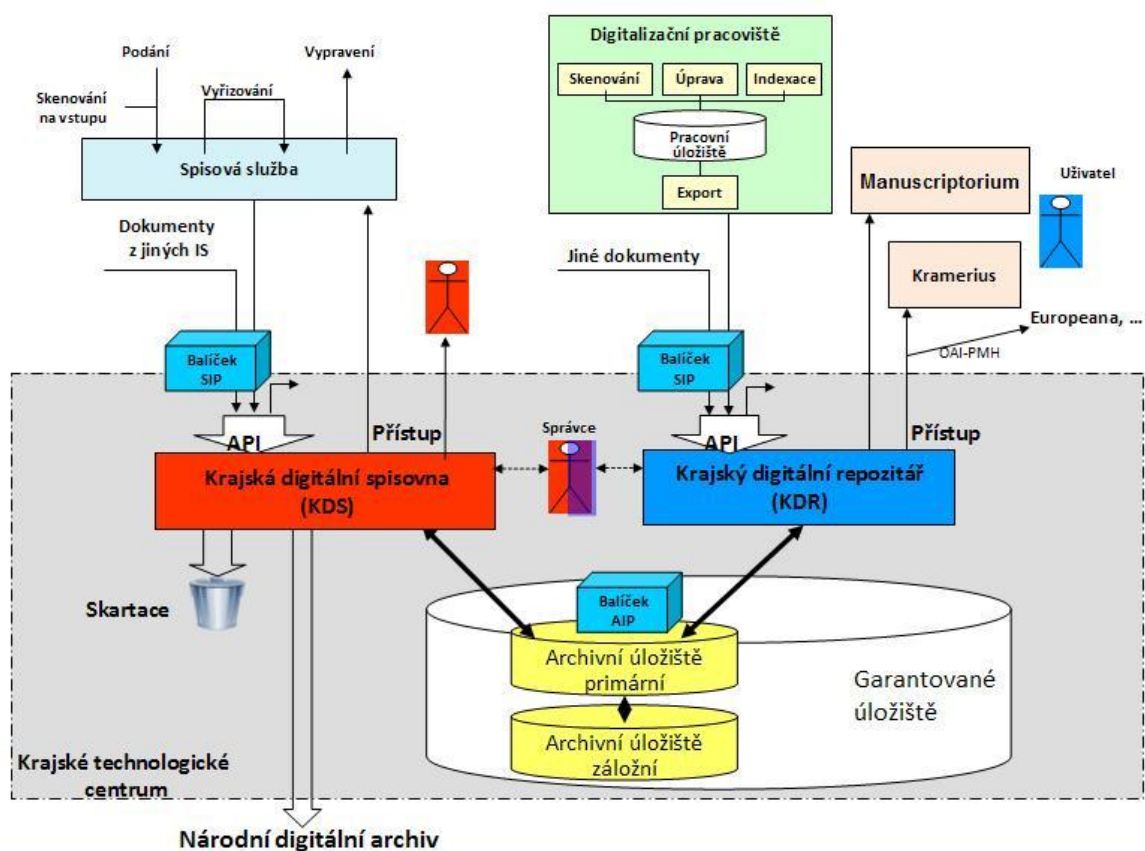 Podání
Vypravení
Skenování
na vstupu
Vyřizování
Spisová služba
Digitalizační pracoviště
Skenování
Úprava
Indexace
Pracovní
úložiště
Export
Manuscriptorium
Uživatel
Kramerius
Europeana, ...
OAI-PMH
Dokumenty
z jiných IS
Jiné dokumenty
Balíček
SIP
Balíček
SIP
API
Přístup
Správce
API
Přístup
Krajská digitální spisovna
(KDS)
Krajský digitální repozitář
(KDR)
Skartace
Balíček
AIP
Archivní úložiště
primární
Garantované
úložiště
Archivní úložiště
záložní
Krajské technologické
centrum
Národní digitální archiv